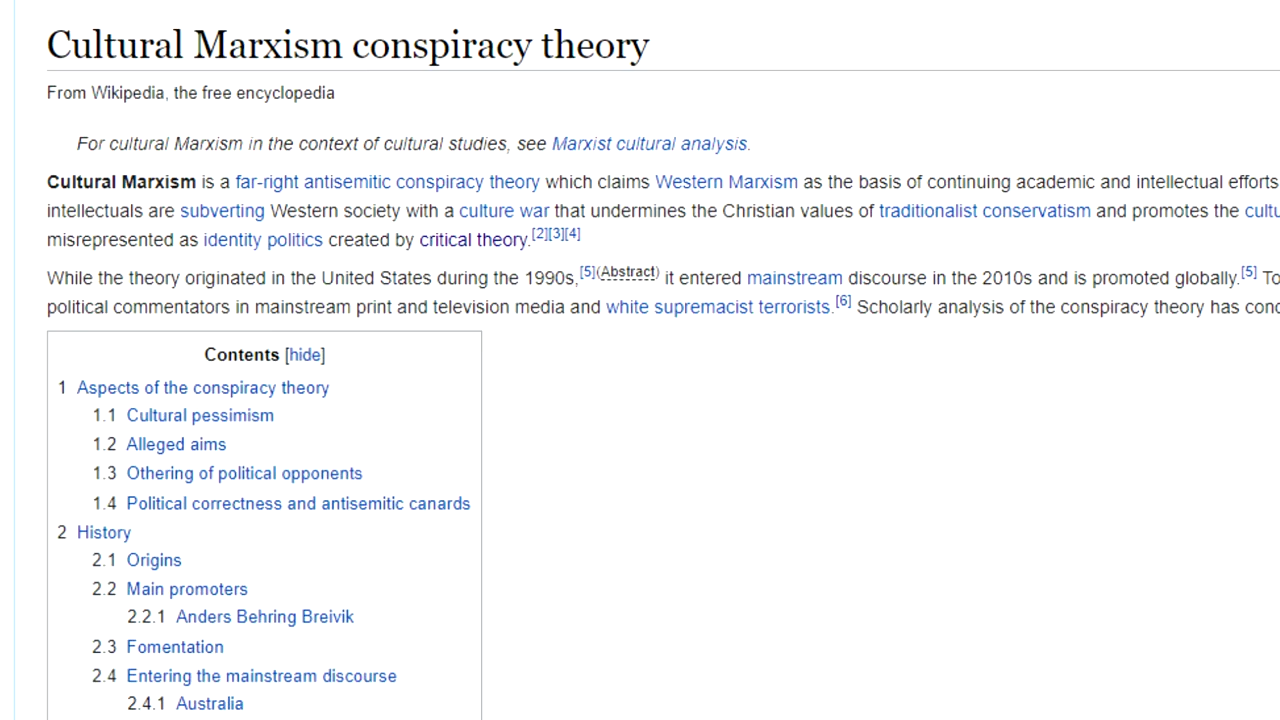 Cultural Marxism conspiracy theory
From Wikipedia, the free encyclopedia
For cultural Marxism in the context of cultural studies, see Marxist cultural analysis.
Cultural Marxism is a far-right antisemitic conspiracy theory which claims Western Marxism as the basis of continuing academic and intellectual efforts
intellectuals are subverting Western society with a culture war that undermines the Christian values of traditionalist conservatism and promotes the cultu
misrepresented as identity politics created by critical theory.[2][3][4]
While the theory originated in the United States during the 1990s,[5](Abstract) it entered mainstream discourse in the 2010s and is promoted globally.[5] To
political commentators in mainstream print and television media and white supremacist terrorists.[6] Scholarly analysis of the conspiracy theory has conc
Contents [hide]
1 Aspects of the conspiracy theory
1.1 Cultural pessimism
1.2 Alleged aims
1.3 Othering of political opponents
1.4 Political correctness and antisemitic canards
2 History
2.1 Origins
2.2 Main promoters
2.2.1 Anders Behring Breivik
2.3 Fomentation
2.4 Entering the mainstream discourse
2.4.1 Australia